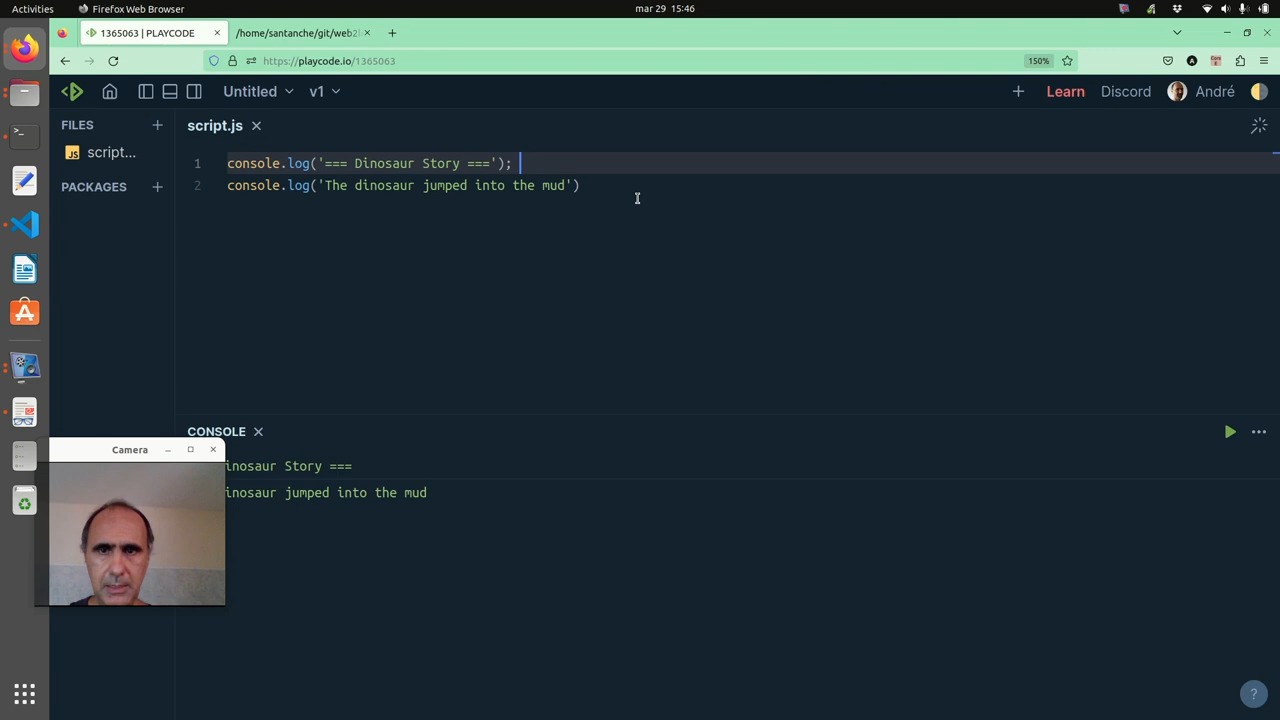 Activities
Firefox Web Browser
mar 29 15:46
1365063 | PLAYCODE
/home/santanche/git/web2l
https://playcode.io/1365063
150%
Untitled
v1
Learn
Discord
André
FILES
script...
PACKAGES
script.js
1 console.log('=== Dinosaur Story ===');
2 console.log('The dinosaur jumped into the mud')
CONSOLE
inosaur Story ===
inosaur jumped into the mud
Camera